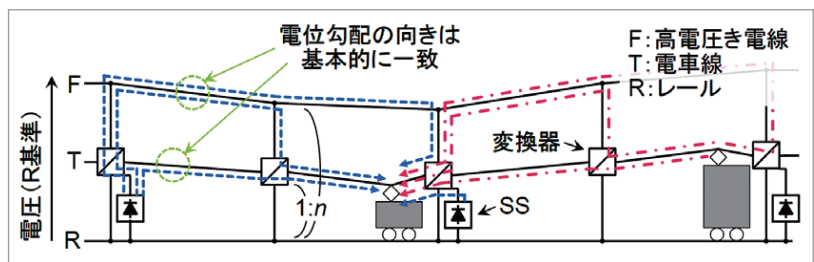 電位勾配の向きは
基本的に一致
F：高電圧き電線
T：電車線
R：レール
F
変換器
T
1:n
SS
R
電圧(R基準)